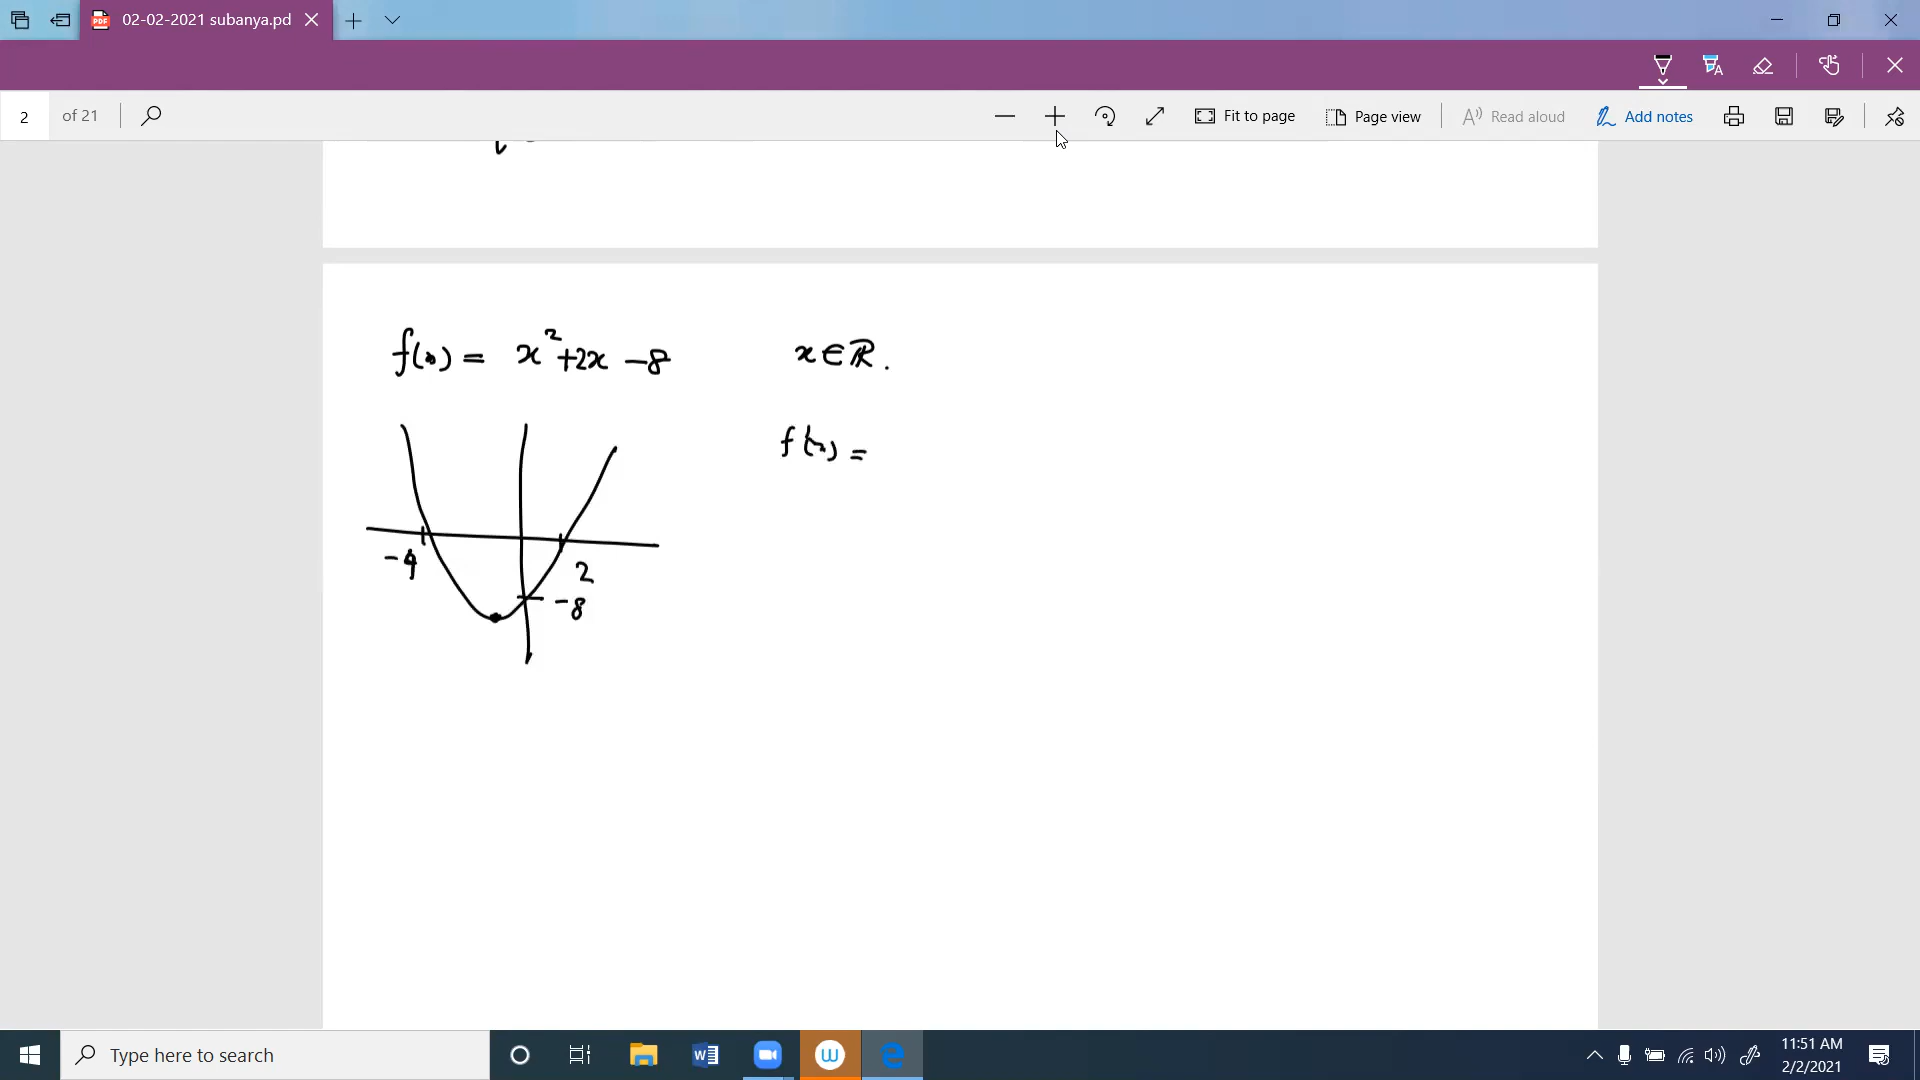 02-02-2021 subanya.pd
2 of 21
Fit to page
Page view
Read aloud
Add notes
f(x) = x²+2x -8 x∈ℝ.
f(x) =
-4
2
-8
Type here to search
11:51 AM
2/2/2021